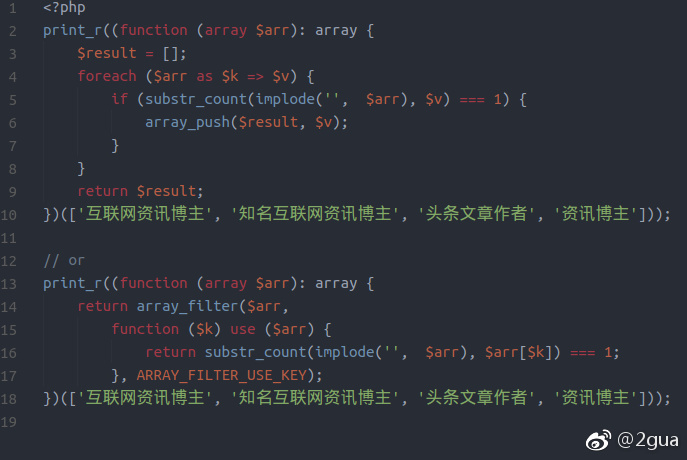 1 <?php
2 print_r((function (array $arr): array {
3     $result = [];
4     foreach ($arr as $k => $v) {
5         if (substr_count(implode('',  $arr), $v) === 1) {
6             array_push($result, $v);
7         }
8     }
9     return $result;
10 })(['互联网资讯博主', '知名互联网资讯博主', '头条文章作者', '资讯博主']));
11
12 // or
13 print_r((function (array $arr): array {
14     return array_filter($arr,
15         function ($k) use ($arr) {
16             return substr_count(implode('',  $arr), $arr[$k]) === 1;
17         }, ARRAY_FILTER_USE_KEY);
18 })(['互联网资讯博主', '知名互联网资讯博主', '头条文章作者', '资讯博主']));
19
@2gua